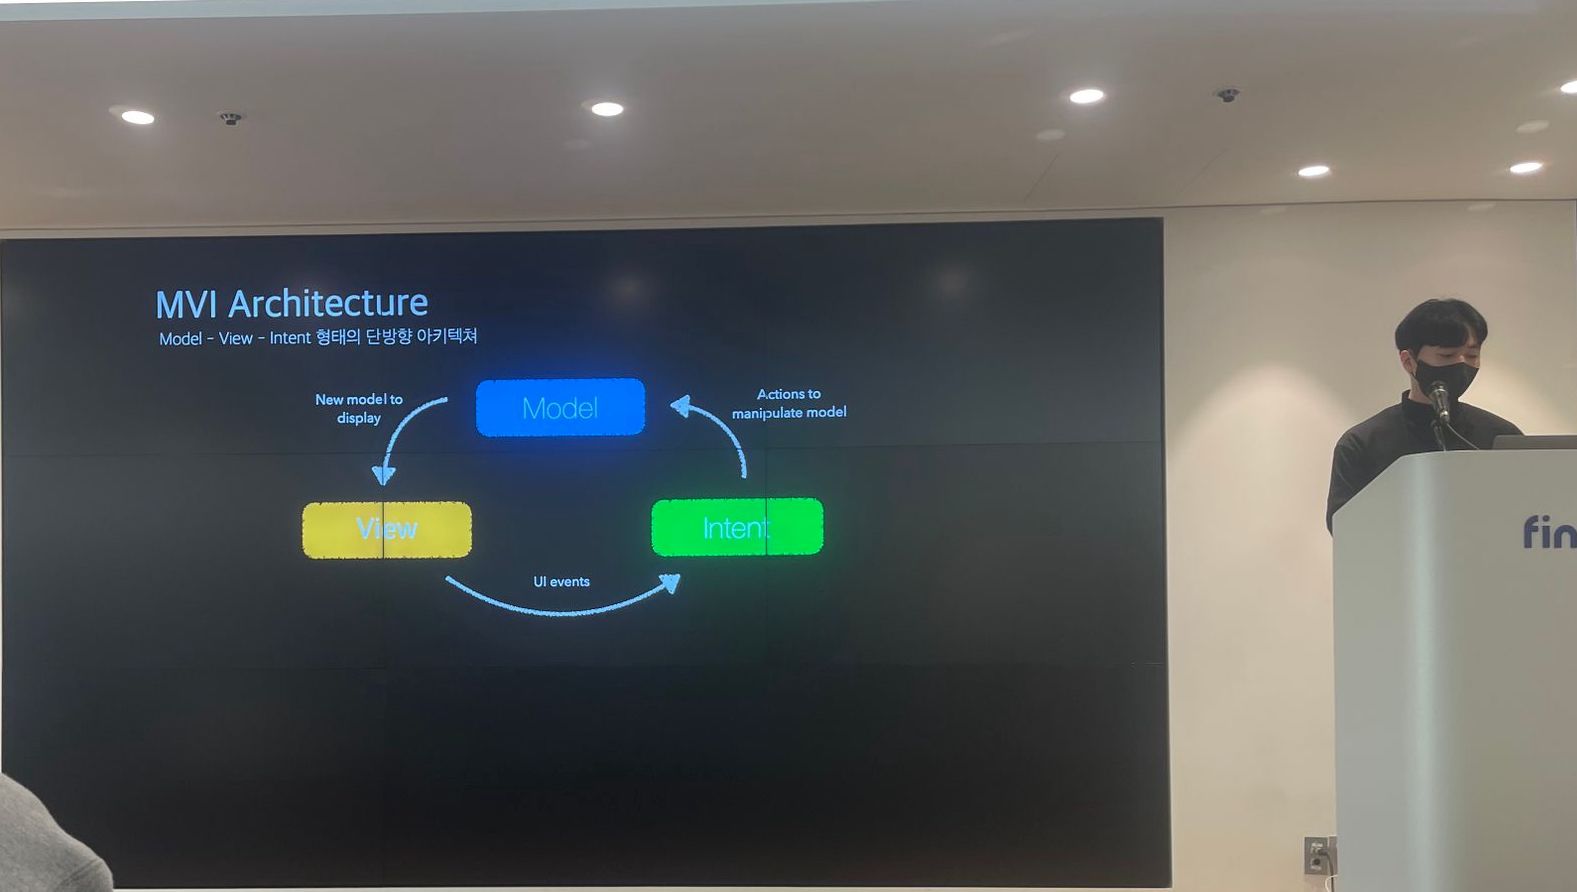 MVI Architecture
Model - View - Intent 형태의 단방향 아키텍쳐
New model to
display
Model
Actions to
manipulate model
View
Intent
UI events
fin